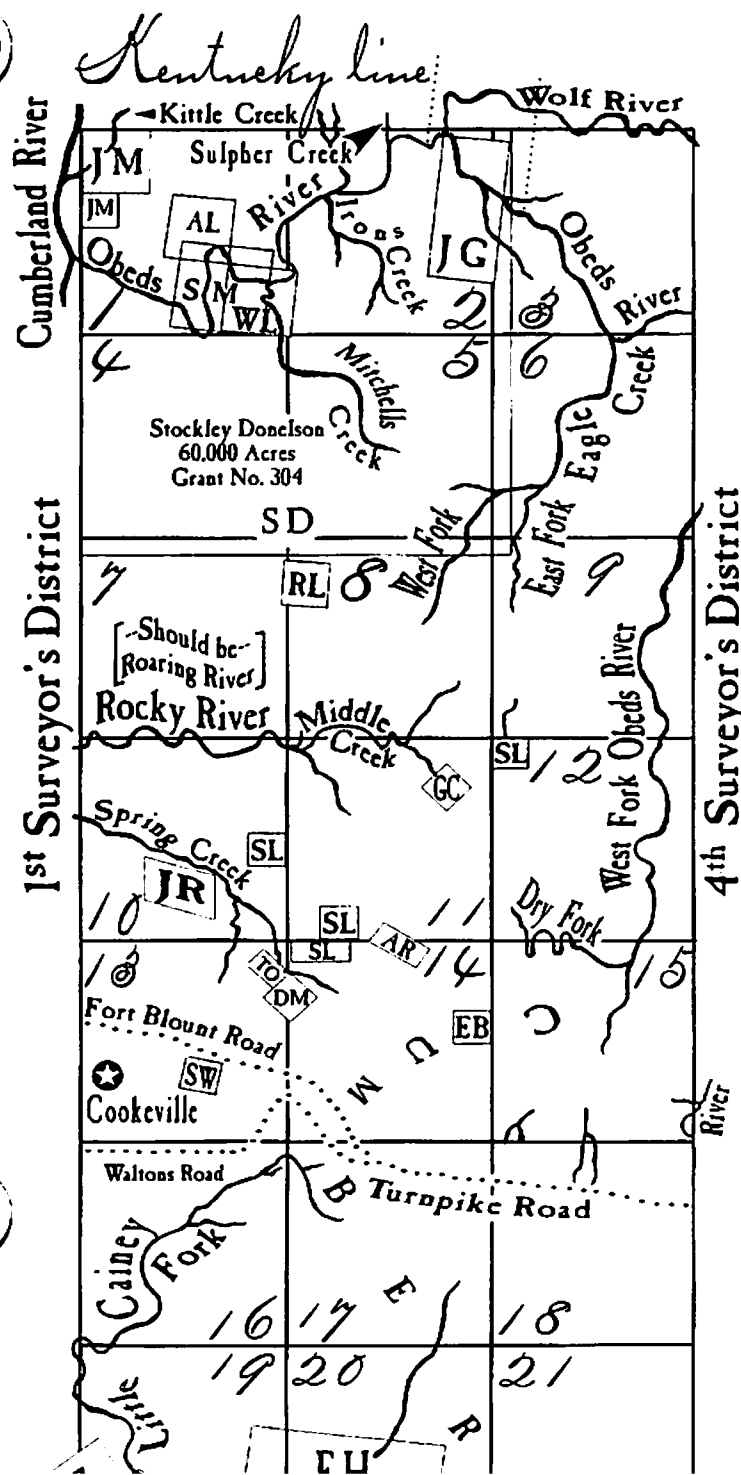 Kentucky line
Wolf River
Kittle Creek
Cumberland River
Sulpher Creek
JM
JM
AL
River
Irons Creek
JG
Obeds River
Obeds
SM
WL
1
2
3
4
5
6
Mitchells Creek
Eagle Creek
Stockley Donelson
60.000 Acres
Grant No. 304
SD
West Fork
East Fork
1st Surveyor's District
4th Surveyor's District
7
RL
8
9
[--Should be--
Roaring River]
Rocky River
Middle Creek
SL
12
GC
West Fork Obeds River
Spring Creek
SL
JR
10
SL
11
Dry Fork
13
SL
AR
14
15
TO
DM
Fort Blount Road
EB
C
U
M
SW
Cookeville
River
Waltons Road
B
Turnpike Road
Cainey Fork
E
16
17
18
19
20
21
Little
R